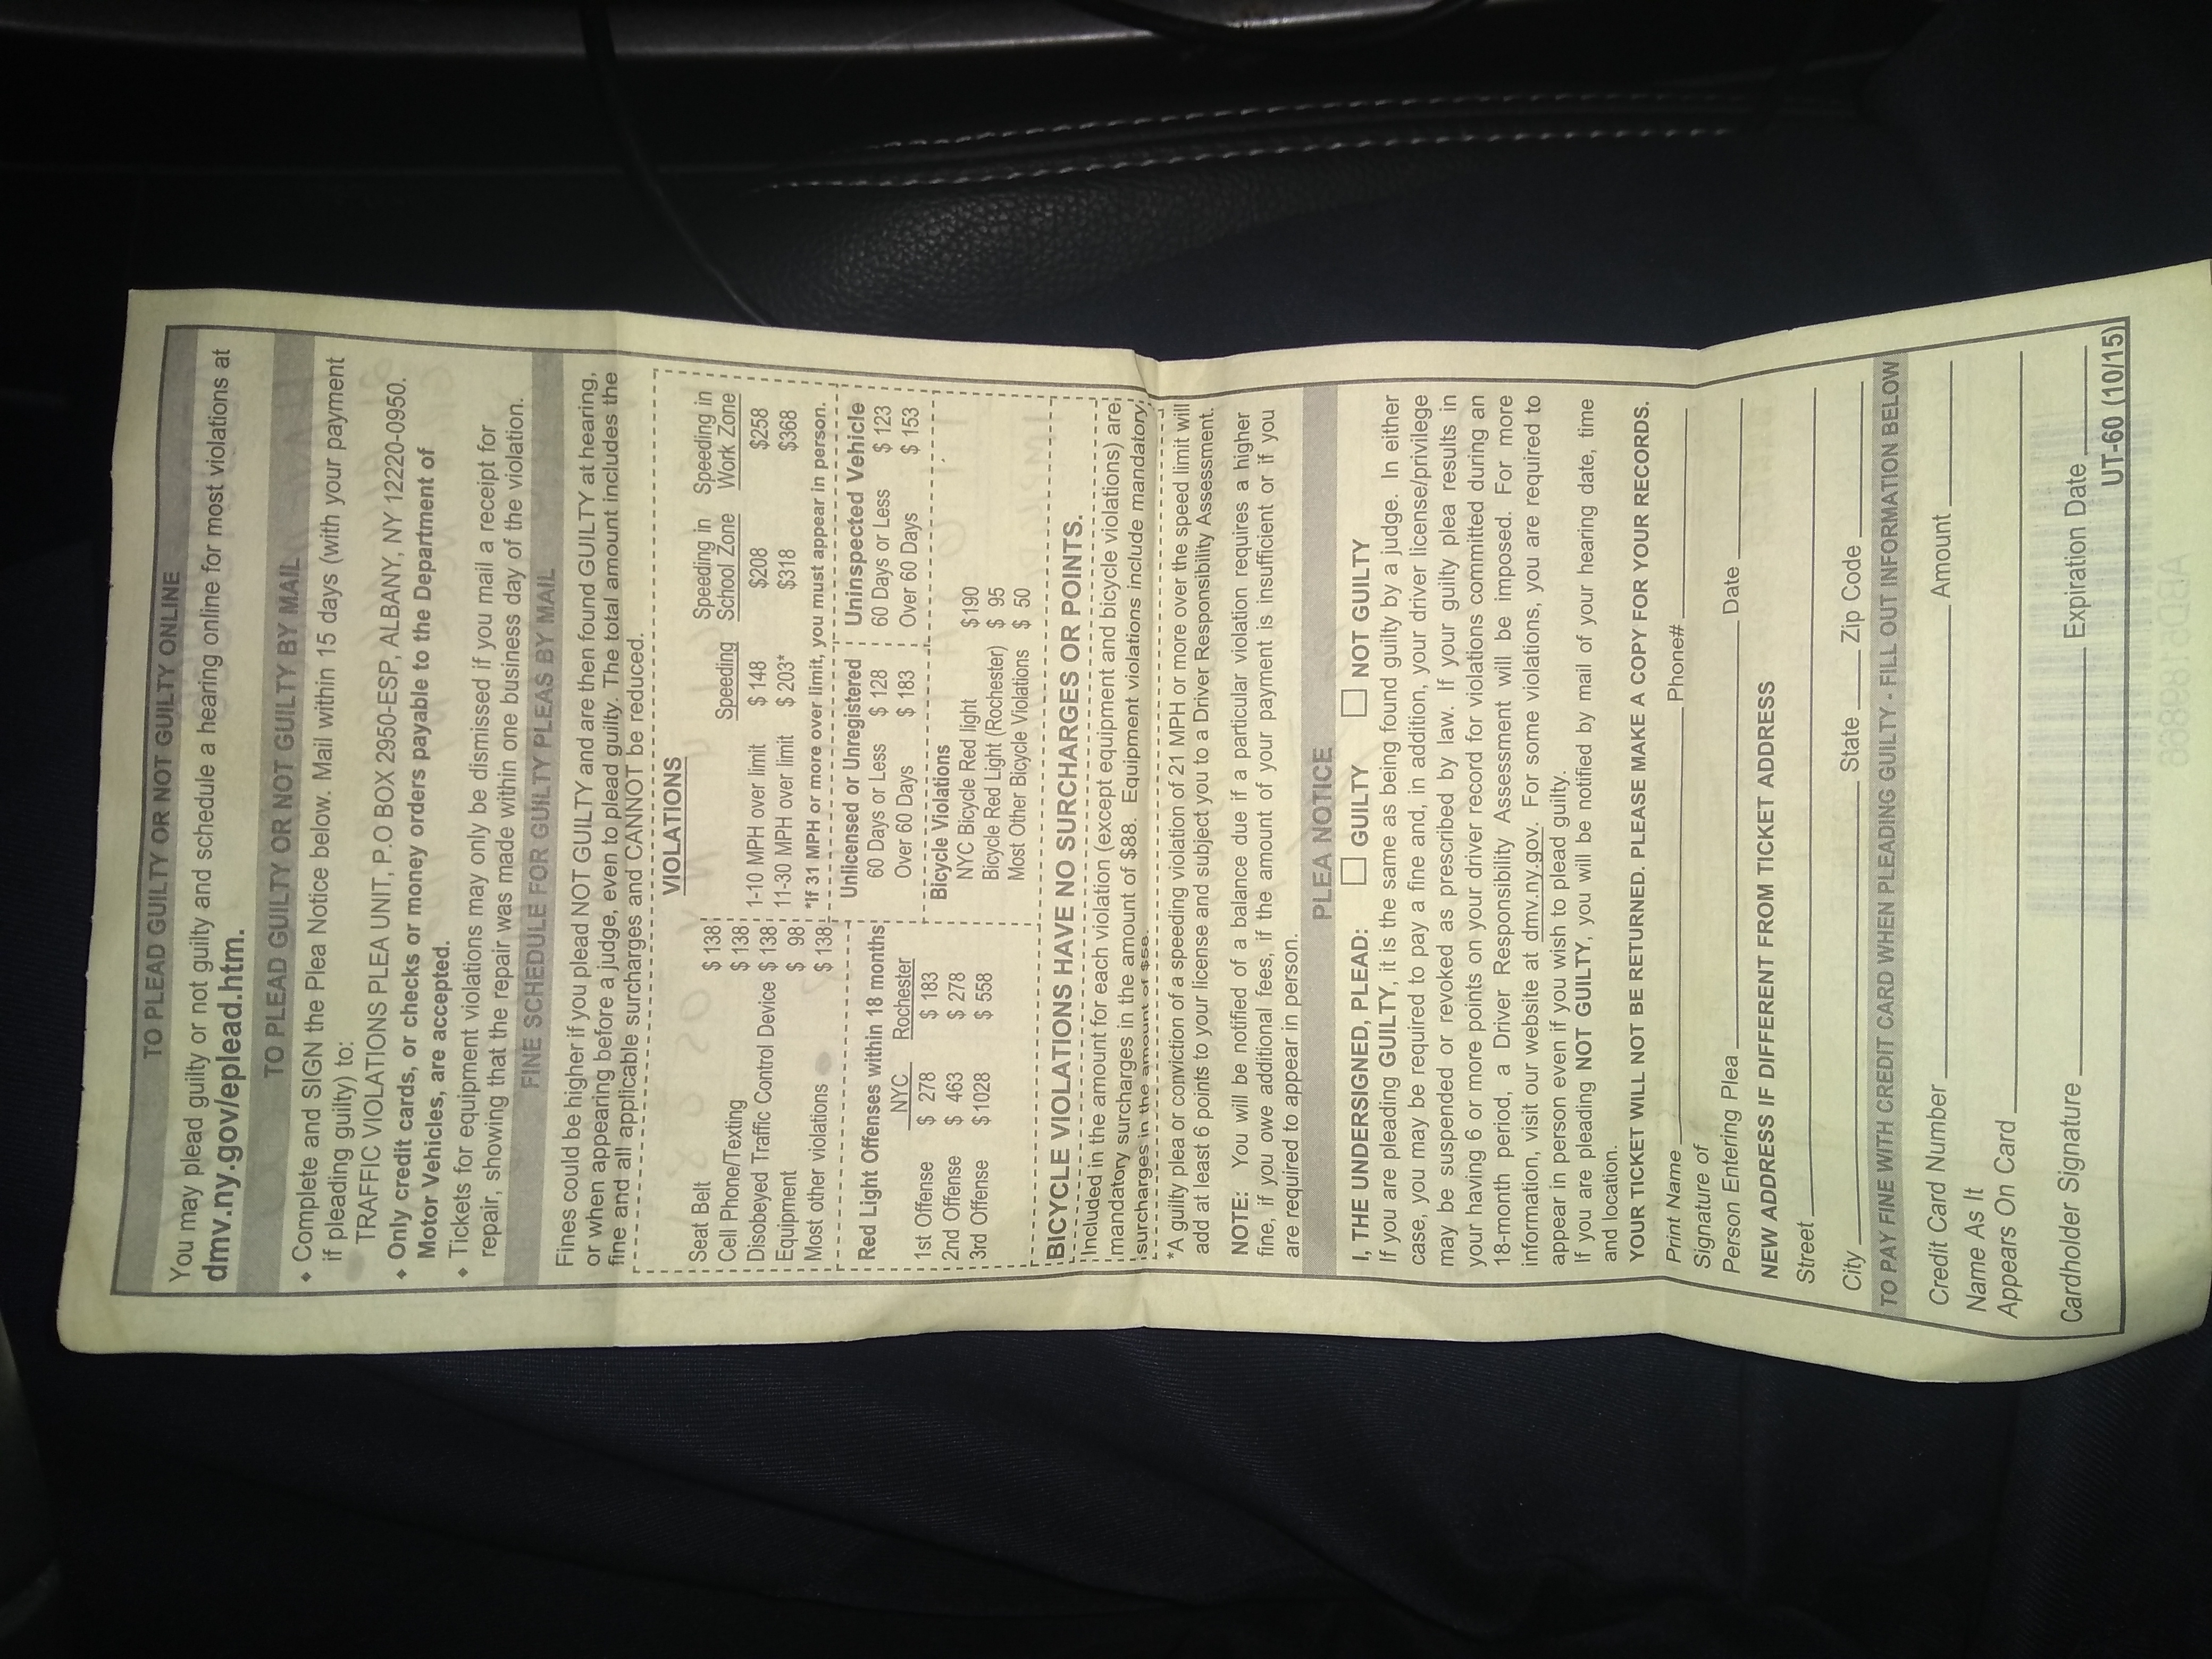 TO PLEAD GUILTY OR NOT GUILTY ONLINE
You may plead guilty or not guilty and schedule a hearing online for most violations at
dmv.ny.gov/eplead.htm.
TO PLEAD GUILTY OR NOT GUILTY BY MAIL
• Complete and SIGN the Plea Notice below. Mail within 15 days (with your payment
if pleading guilty) to:
TRAFFIC VIOLATIONS PLEA UNIT, P.O BOX 2950-ESP, ALBANY, NY 12220-0950.
• Only credit cards, or checks or money orders payable to the Department of
Motor Vehicles, are accepted.
• Tickets for equipment violations may only be dismissed if you mail a receipt for
repair, showing that the repair was made within one business day of the violation.
FINE SCHEDULE FOR GUILTY PLEAS BY MAIL
Fines could be higher if you plead NOT GUILTY and are then found GUILTY at hearing,
or when appearing before a judge, even to plead guilty. The total amount includes the
fine and all applicable surcharges and CANNOT be reduced.
VIOLATIONS
Seat Belt $ 138
Cell Phone/Texting $ 138
Disobeyed Traffic Control Device $ 138
Equipment $ 98
Most other violations $ 138
Speeding Speeding in School Zone Speeding in Work Zone
1-10 MPH over limit $ 148 $208 $258
11-30 MPH over limit $ 203* $318 $368
*If 31 MPH or more over limit, you must appear in person.
Red Light Offenses within 18 months
NYC Rochester
1st Offense $ 278 $ 183
2nd Offense $ 463 $ 278
3rd Offense $1028 $ 558
Unlicensed or Unregistered
60 Days or Less $ 128
Over 60 Days $ 183
Uninspected Vehicle
60 Days or Less $ 123
Over 60 Days $ 153
Bicycle Violations
NYC Bicycle Red light $190
Bicycle Red Light (Rochester) $ 95
Most Other Bicycle Violations $ 50
BICYCLE VIOLATIONS HAVE NO SURCHARGES OR POINTS.
Included in the amount for each violation (except equipment and bicycle violations) are
mandatory surcharges in the amount of $88. Equipment violations include mandatory
surcharges in the amount of $58.
*A guilty plea or conviction of a speeding violation of 21 MPH or more over the speed limit will
add at least 6 points to your license and subject you to a Driver Responsibility Assessment.
NOTE: You will be notified of a balance due if a particular violation requires a higher
fine, if you owe additional fees, if the amount of your payment is insufficient or if you
are required to appear in person.
PLEA NOTICE
I, THE UNDERSIGNED, PLEAD: GUILTY NOT GUILTY
If you are pleading GUILTY, it is the same as being found guilty by a judge. In either
case, you may be required to pay a fine and, in addition, your driver license/privilege
may be suspended or revoked as prescribed by law. If your guilty plea results in
your having 6 or more points on your driver record for violations committed during an
18-month period, a Driver Responsibility Assessment will be imposed. For more
information, visit our website at dmv.ny.gov. For some violations, you are required to
appear in person even if you wish to plead guilty.
If you are pleading NOT GUILTY, you will be notified by mail of your hearing date, time
and location.
YOUR TICKET WILL NOT BE RETURNED. PLEASE MAKE A COPY FOR YOUR RECORDS.
Print Name Phone#
Signature of
Person Entering Plea Date
NEW ADDRESS IF DIFFERENT FROM TICKET ADDRESS
Street
City State Zip Code
TO PAY FINE WITH CREDIT CARD WHEN PLEADING GUILTY - FILL OUT INFORMATION BELOW
Credit Card Number Amount
Name As It
Appears On Card
Cardholder Signature Expiration Date
UT-60 (10/15)